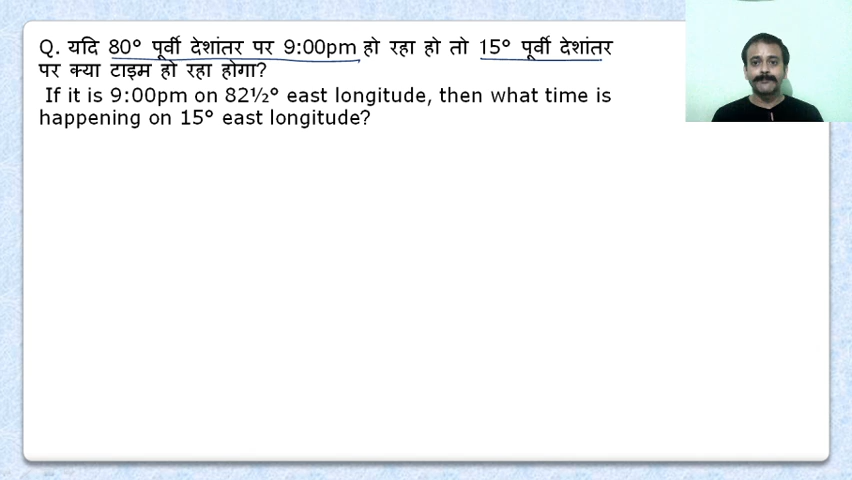 Q. यदि 80° पूर्वी देशांतर पर 9:00pm हो रहा हो तो 15° पूर्वी देशांतर
पर क्या टाइम हो रहा होगा?
If it is 9:00pm on 82½° east longitude, then what time is
happening on 15° east longitude?